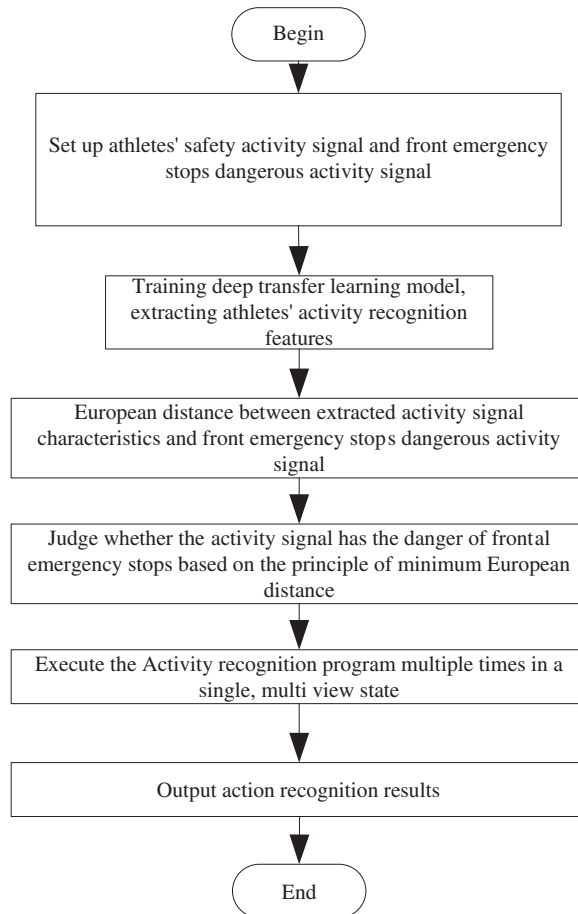 Begin
Set up athletes' safety activity signal and front emergency
stops dangerous activity signal
Training deep transfer learning model,
extracting athletes' activity recognition
features
European distance between extracted activity signal
characteristics and front emergency stops dangerous activity
signal
Judge whether the activity signal has the danger of frontal
emergency stops based on the principle of minimum European
distance
Execute the Activity recognition program multiple times in a
single, multi view state
Output action recognition results
End